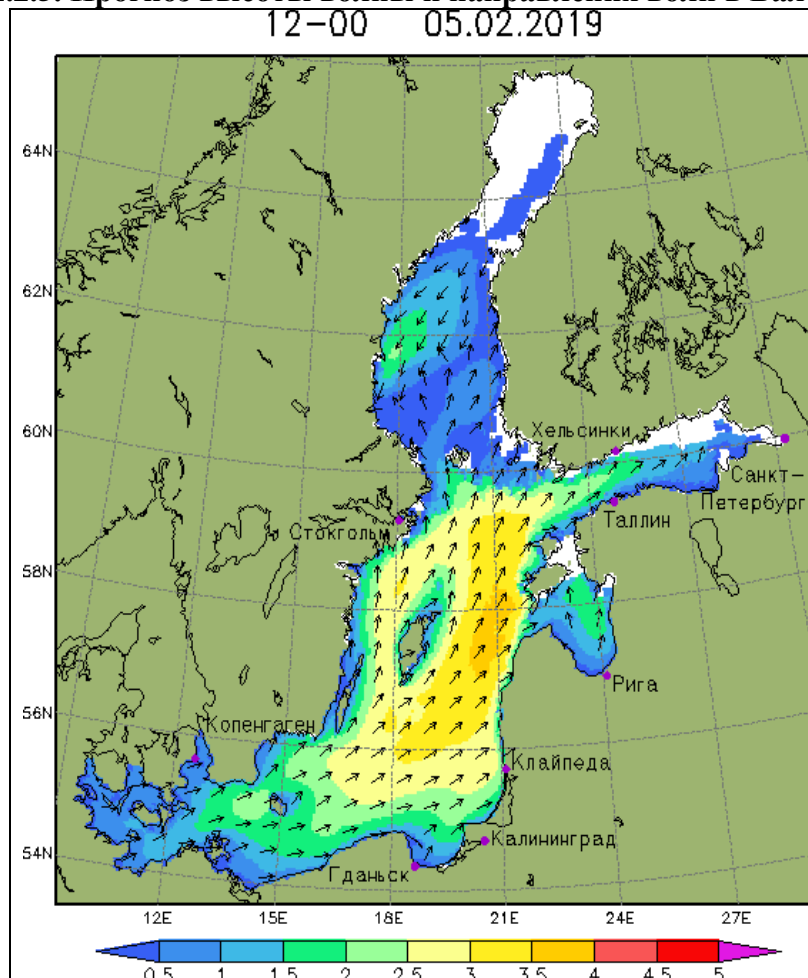 12-00 05.02.2019
64N
62N
Хельсинки
60N
Санкт-
Петербург
Стокгольм
Таллин
58N
Рига
56N
Копенгаген
Клайпеда
Калининград
54N
Гданьск
12E 15E 18E 21E 24E 27E
0.5 1 1.5 2 2.5 3 3.5 4 4.5 5